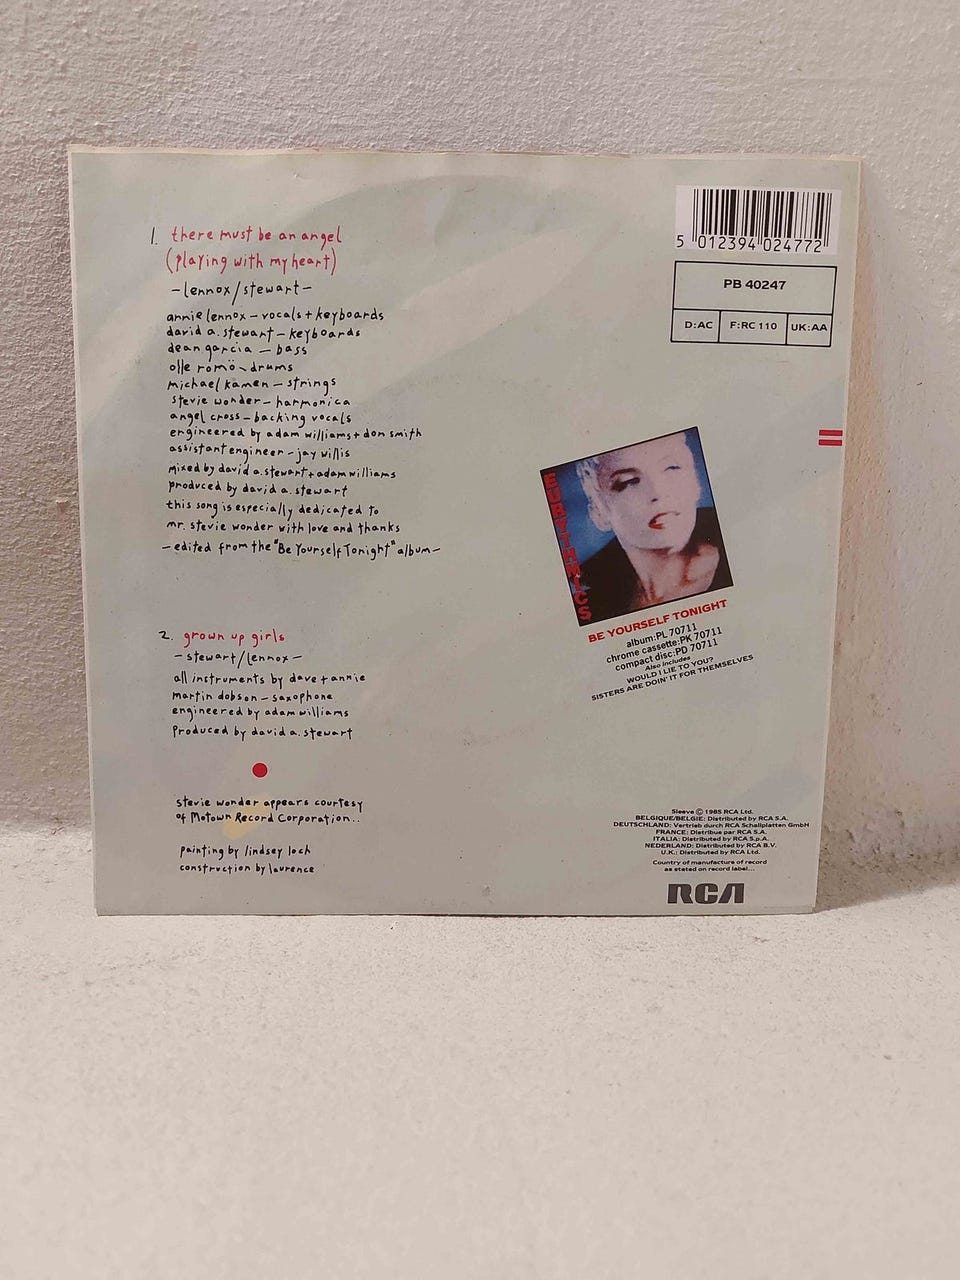 1. there must be an angel
(playing with my heart)
-lennox/stewart-
annie lennox-vocals+keyboards
david a. stewart-keyboards
dean garcia - bass
olle romö-drums
michael kamen-strings
stevie wonder-harmonica
angel cross-backing vocals
engineered by adam williams+don smith
assistant engineer-jay willis
mixed by david a. stewart+adam williams
produced by david a. stewart
this song is especially dedicated to
mr. stevie wonder with love and thanks
-edited from the "Be Yourself Tonight" album-
2. grown up girls
-stewart/lennox-
all instruments by dave+annie
martin dobson-saxophone
engineered by adam williams
produced by david a. stewart
stevie wonder appears courtesy
of Motown Record Corporation..
painting by lindsey loch
construction by laurence
5 012394 024772
PB 40247
D:AC F:RC 110 UK:AA
EURYTHMICS
BE YOURSELF TONIGHT
album:PL 70711
chrome cassette:PK 70711
compact disc:PD 70711
Also includes
WOULD I LIE TO YOU?
SISTERS ARE DOIN' IT FOR THEMSELVES
Sleeve © 1985 RCA Ltd.
BELGIQUE/BELGIE: Distributed by RCA S.A.
DEUTSCHLAND: Vertrieb durch RCA Schallplatten GmbH
FRANCE: Distribue par RCA S.A.
ITALIA: Distributed by RCA S.p.A.
NEDERLAND: Distributed by RCA B.V.
U.K.: Distributed by RCA Ltd.
Country of manufacture of record
as stated on record label...
RCA